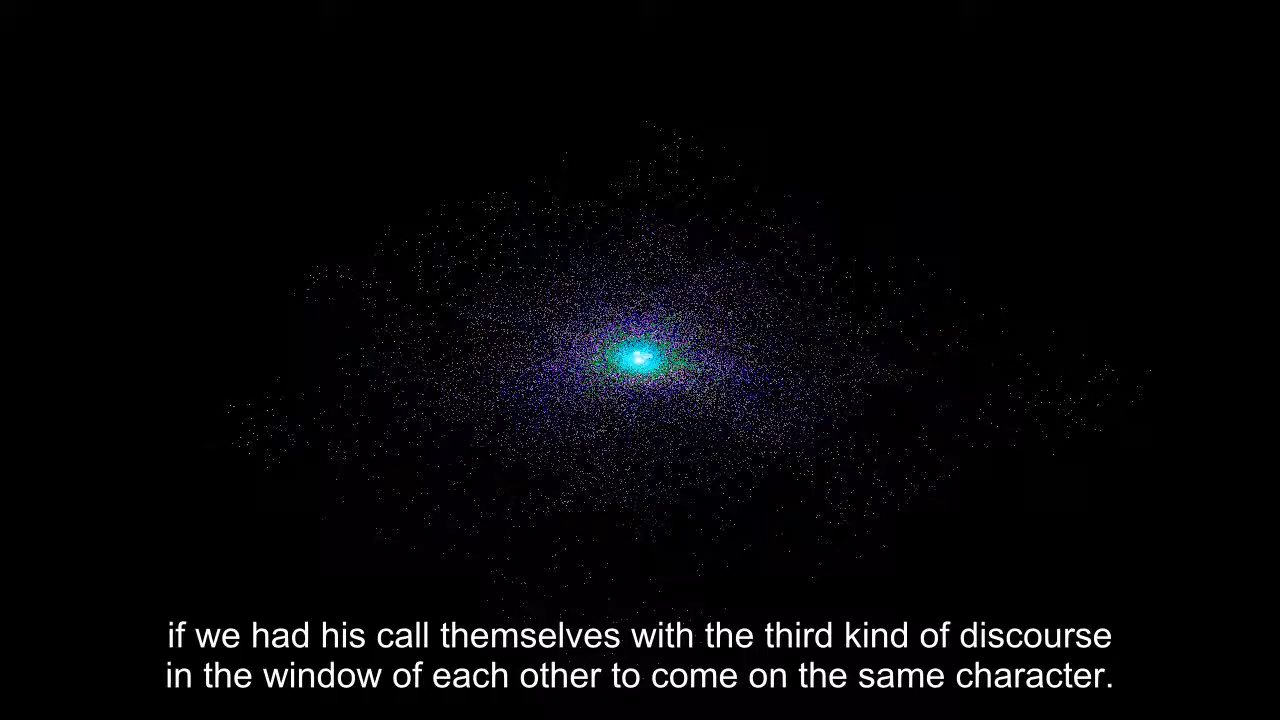 if we had his call themselves with the third kind of discourse
in the window of each other to come on the same character.